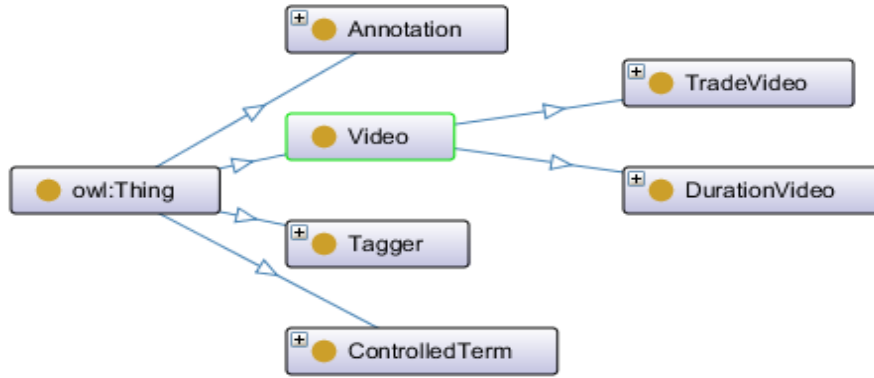 Annotation
TradeVideo
Video
owl:Thing
DurationVideo
Tagger
ControlledTerm